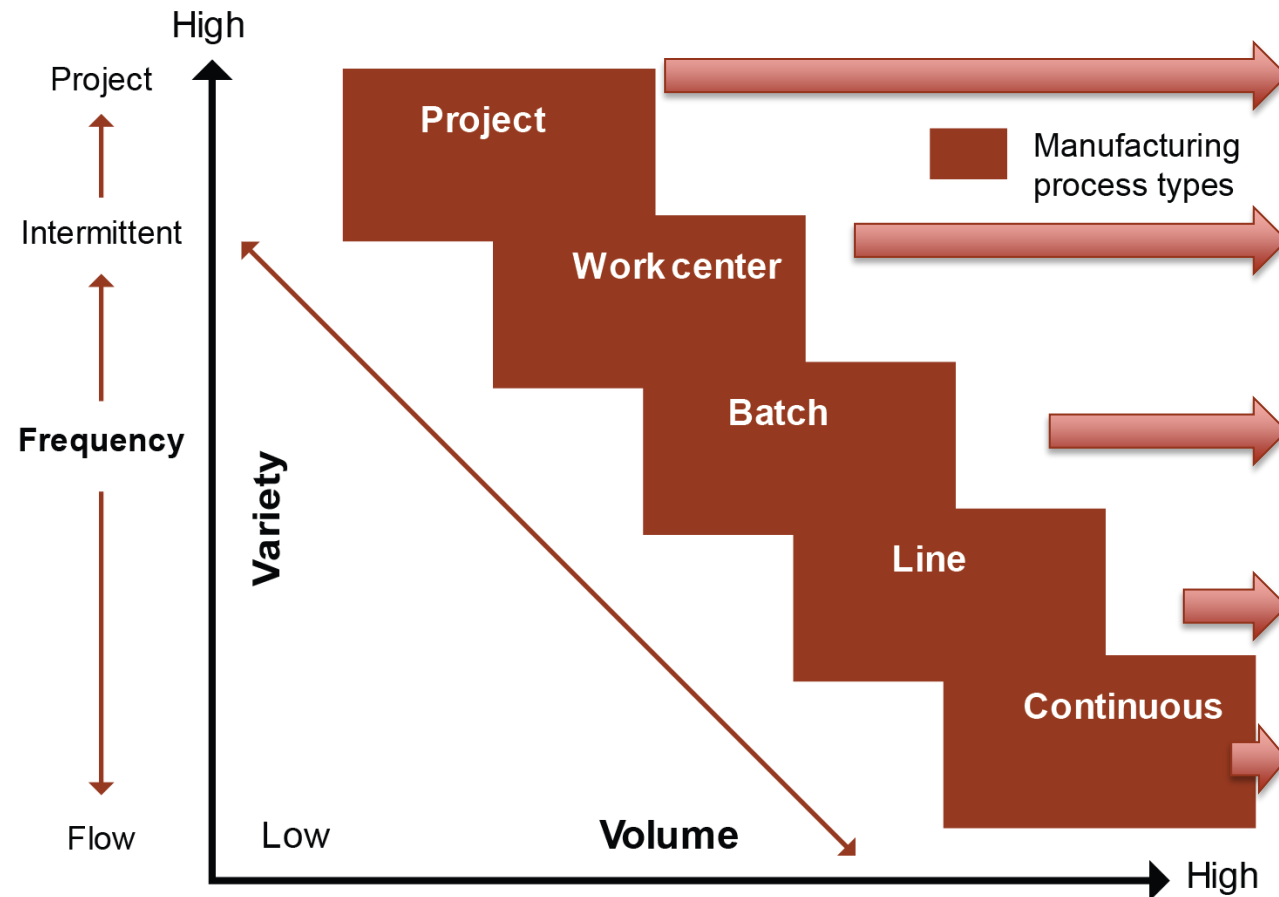 High
Project
Project
Manufacturing
process types
Intermittent
Work center
Batch
Frequency
Variety
Line
Continuous
Flow
Low
Volume
High